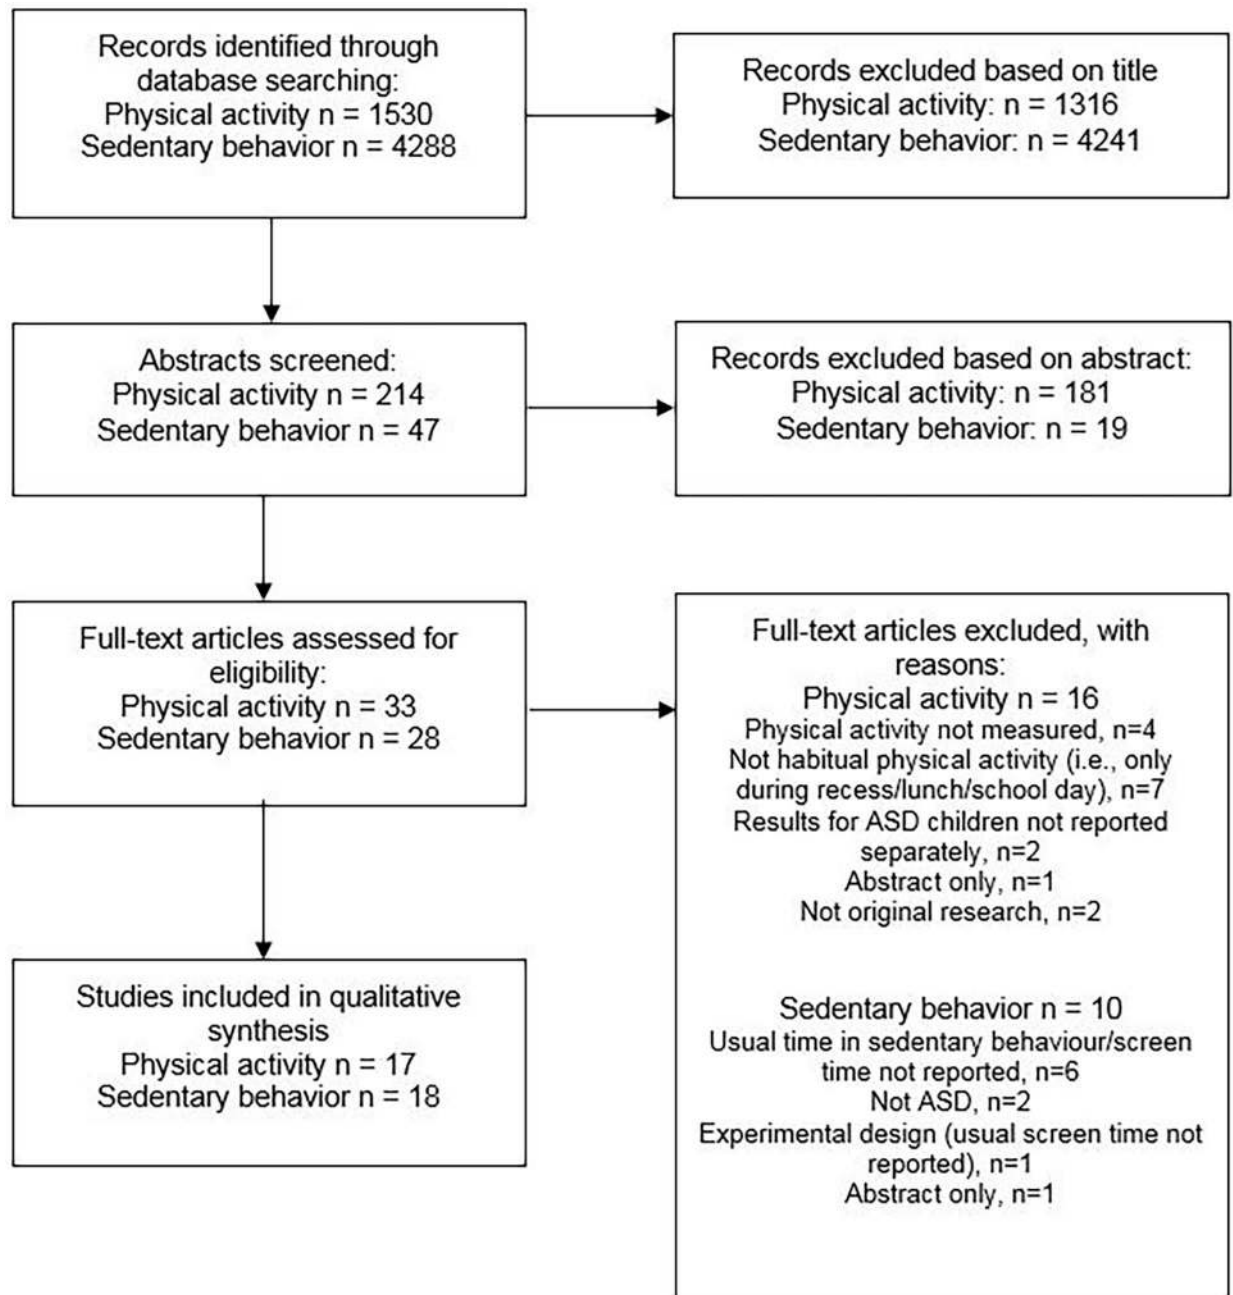 Records identified through
database searching:
Physical activity n = 1530
Sedentary behavior n = 4288
Records excluded based on title
Physical activity: n = 1316
Sedentary behavior: n = 4241
Abstracts screened:
Physical activity n = 214
Sedentary behavior n = 47
Records excluded based on abstract:
Physical activity: n = 181
Sedentary behavior: n = 19
Full-text articles assessed for
eligibility:
Physical activity n = 33
Sedentary behavior n = 28
Full-text articles excluded, with
reasons:
Physical activity n = 16
Physical activity not measured, n=4
Not habitual physical activity (i.e., only
during recess/lunch/school day), n=7
Results for ASD children not reported
separately, n=2
Abstract only, n=1
Not original research, n=2
Sedentary behavior n = 10
Usual time in sedentary behaviour/screen
time not reported, n=6
Not ASD, n=2
Experimental design (usual screen time not
reported), n=1
Abstract only, n=1
Studies included in qualitative
synthesis
Physical activity n = 17
Sedentary behavior n = 18